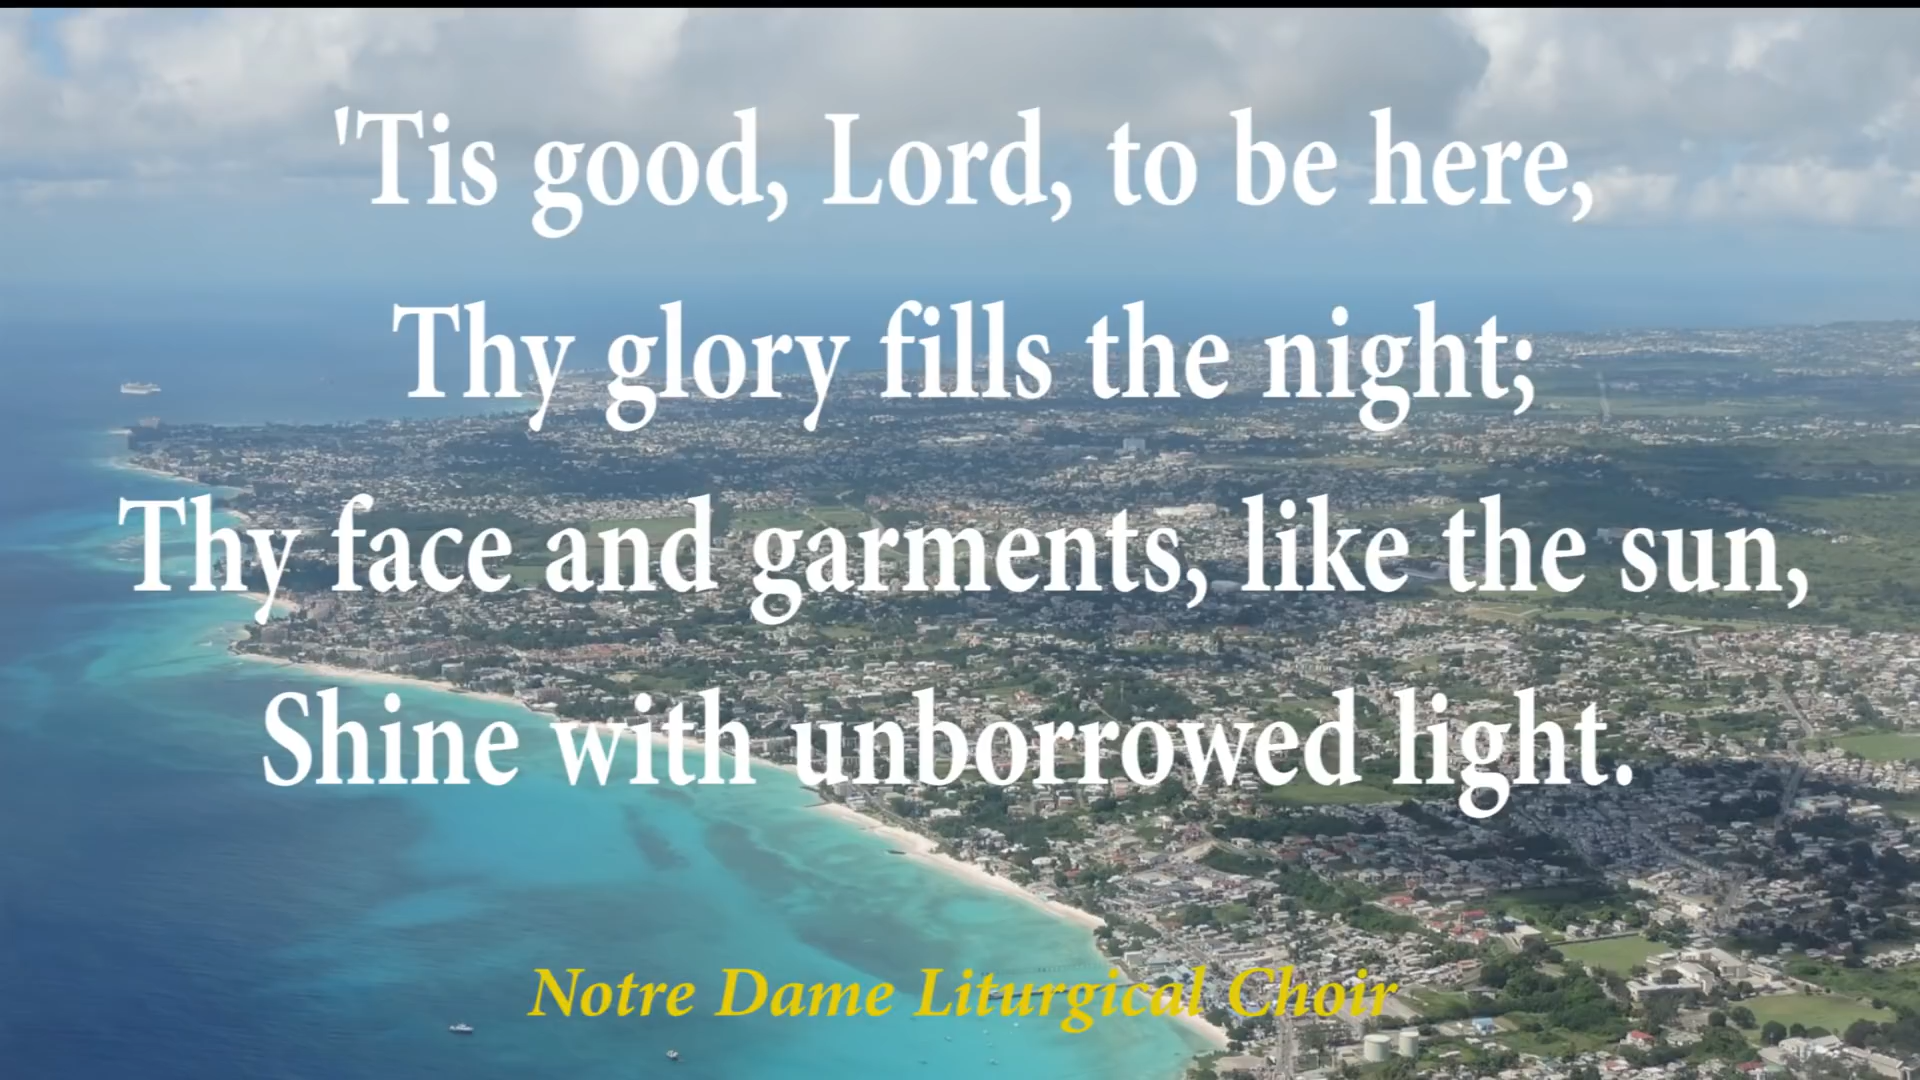 'Tis good, Lord, to be here,
Thy glory fills the night;
Thy face and garments, like the sun,
Shine with unborrowed light.
Notre Dame Liturgical Choir